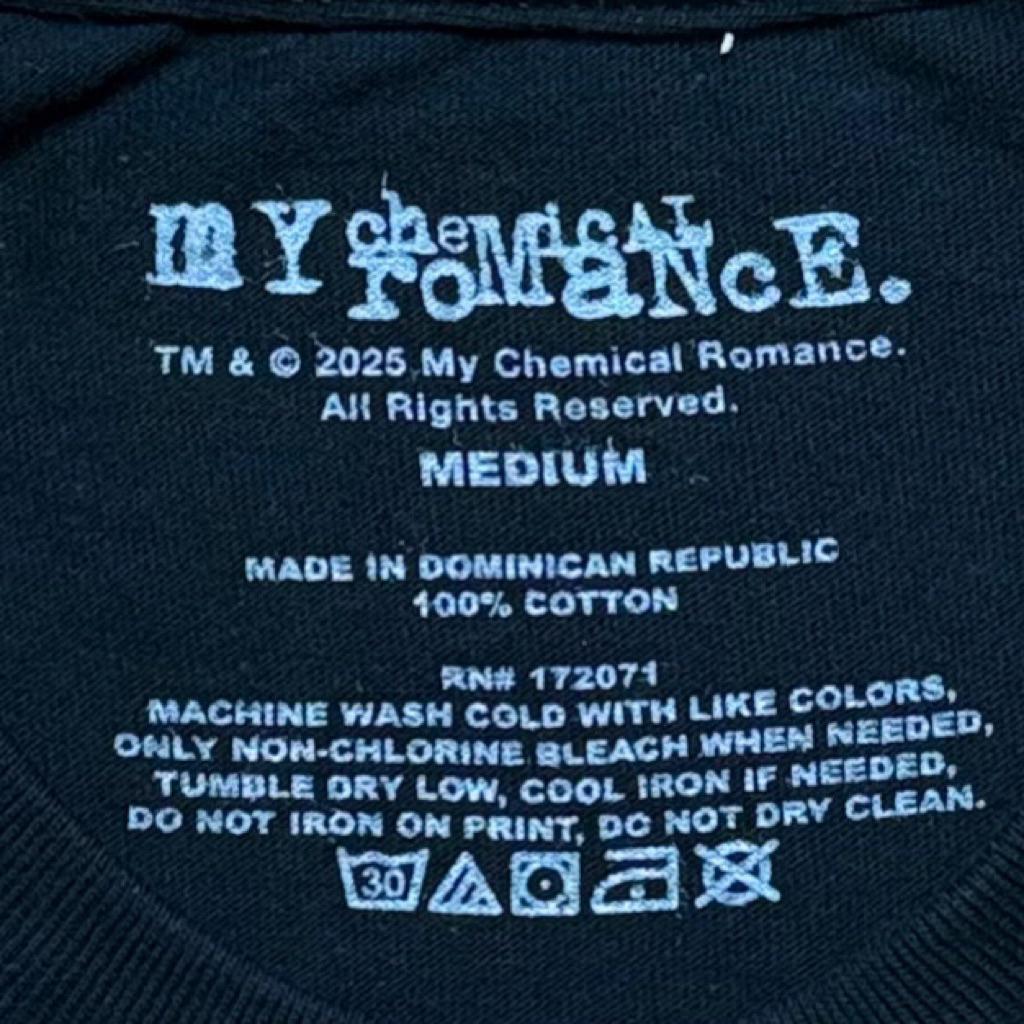 mY cheMicAL roMaNcE.
TM & © 2025 My Chemical Romance.
All Rights Reserved.
MEDIUM
MADE IN DOMINICAN REPUBLIC
100% COTTON
RN# 172071
MACHINE WASH COLD WITH LIKE COLORS,
ONLY NON-CHLORINE BLEACH WHEN NEEDED,
TUMBLE DRY LOW, COOL IRON IF NEEDED,
DO NOT IRON ON PRINT, DO NOT DRY CLEAN.
30